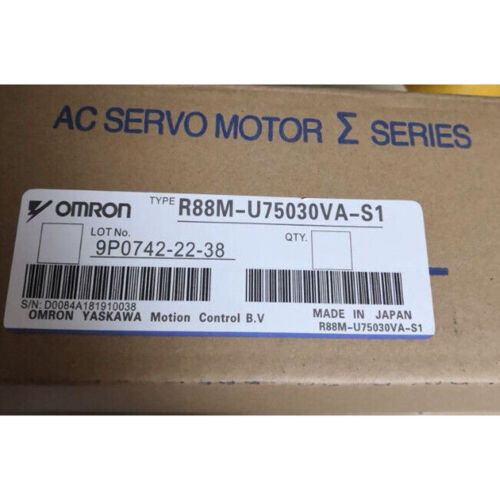 AC SERVO MOTOR Σ SERIES
OMRON TYPE R88M-U75030VA-S1
LOT No. QTY.
9P0742-22-38
S/N: D0084A181910038
OMRON YASKAWA Motion Control B.V
MADE IN JAPAN
R88M-U75030VA-S1